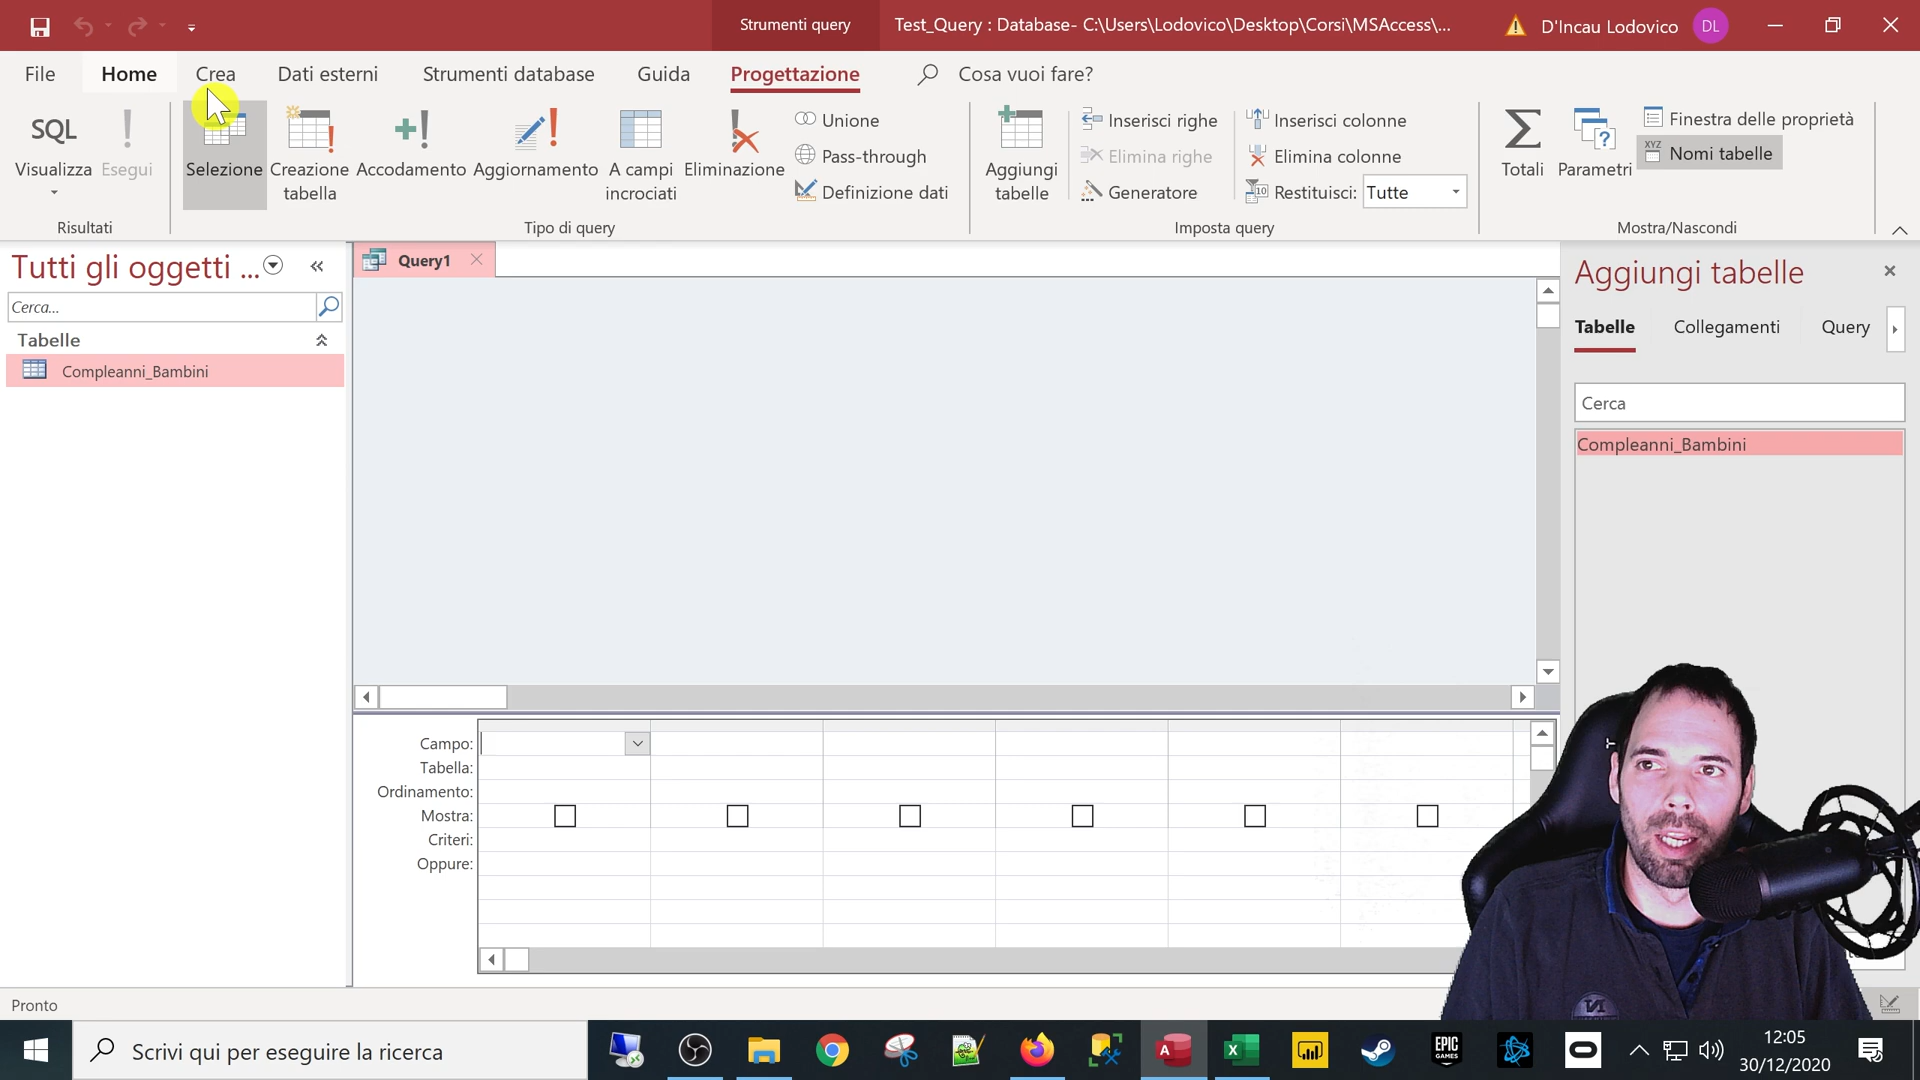 Strumenti query
Test_Query : Database- C:\Users\Lodovico\Desktop\Corsi\MSAccess\...
D'Incau Lodovico
DL
File
Home
Crea
Dati esterni
Strumenti database
Guida
Progettazione
Cosa vuoi fare?
SQL
Visualizza
Esegui
Risultati
Selezione
Creazione
tabella
Accodamento
Aggiornamento
A campi
incrociati
Eliminazione
Unione
Pass-through
Definizione dati
Tipo di query
Aggiungi
tabelle
Inserisci righe
Elimina righe
Generatore
Inserisci colonne
Elimina colonne
Restituisci: Tutte
Imposta query
Totali
Parametri
Finestra delle proprietà
XYZ Nomi tabelle
Mostra/Nascondi
Tutti gli oggetti ...
Cerca...
Tabelle
Compleanni_Bambini
Query1
Campo:
Tabella:
Ordinamento:
Mostra:
Criteri:
Oppure:
Aggiungi tabelle
Tabelle
Collegamenti
Query
Cerca
Compleanni_Bambini
Pronto
Scrivi qui per eseguire la ricerca
EPIC
GAMES
12:05
30/12/2020